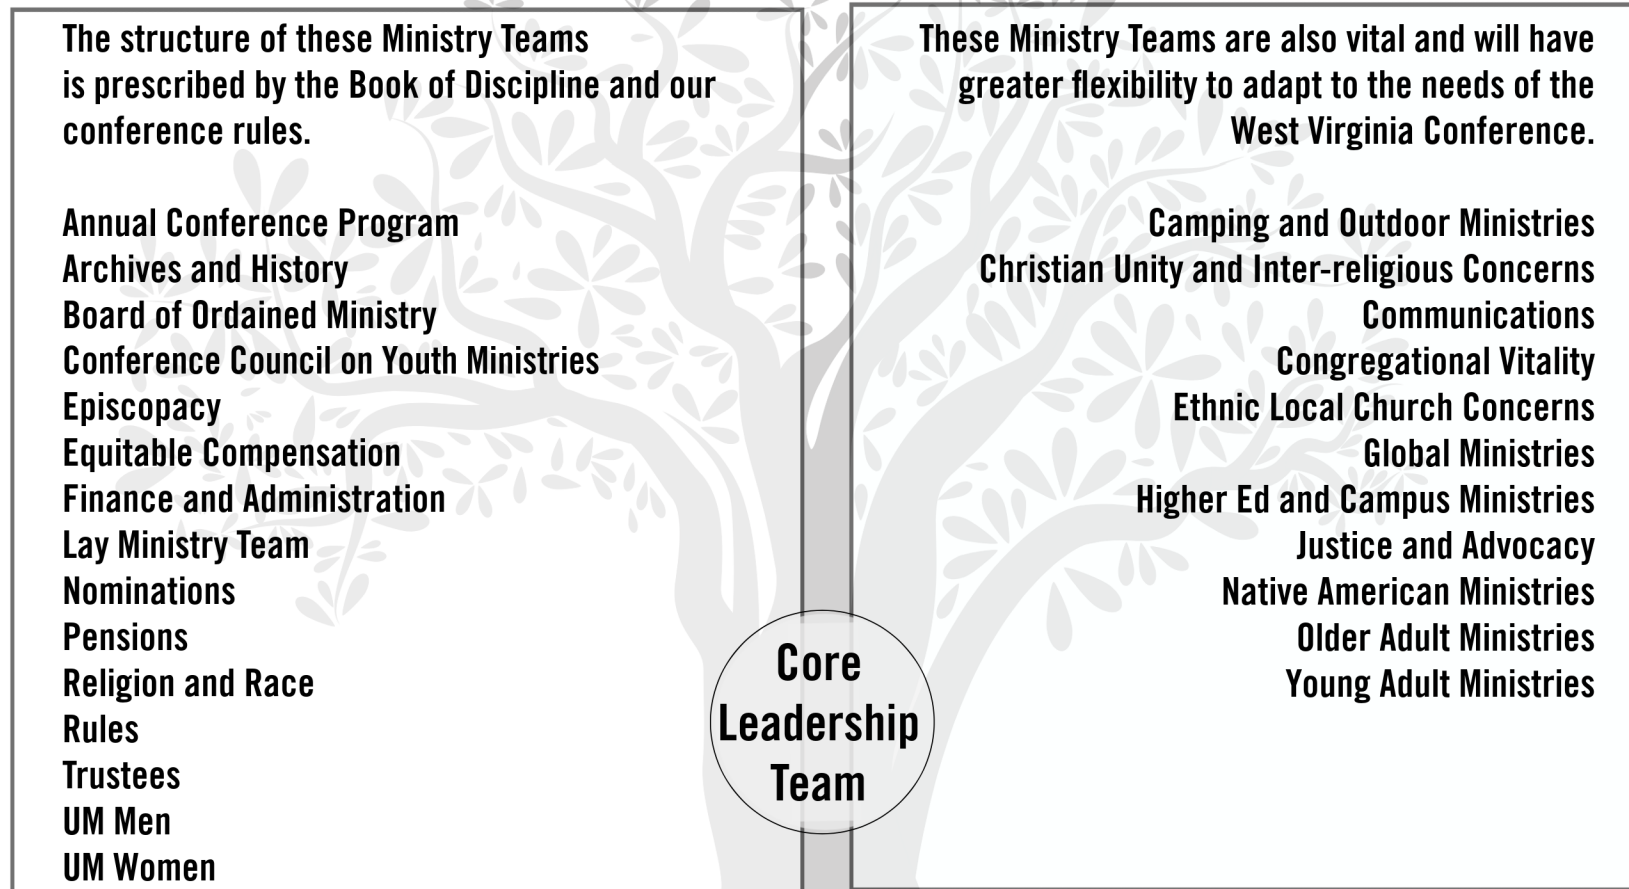 The structure of these Ministry Teams
is prescribed by the Book of Discipline and our
conference rules.
Annual Conference Program
Archives and History
Board of Ordained Ministry
Conference Council on Youth Ministries
Episcopacy
Equitable Compensation
Finance and Administration
Lay Ministry Team
Nominations
Pensions
Religion and Race
Rules
Trustees
UM Men
UM Women
Core
Leadership
Team
These Ministry Teams are also vital and will have
greater flexibility to adapt to the needs of the
West Virginia Conference.
Camping and Outdoor Ministries
Christian Unity and Inter-religious Concerns
Communications
Congregational Vitality
Ethnic Local Church Concerns
Global Ministries
Higher Ed and Campus Ministries
Justice and Advocacy
Native American Ministries
Older Adult Ministries
Young Adult Ministries